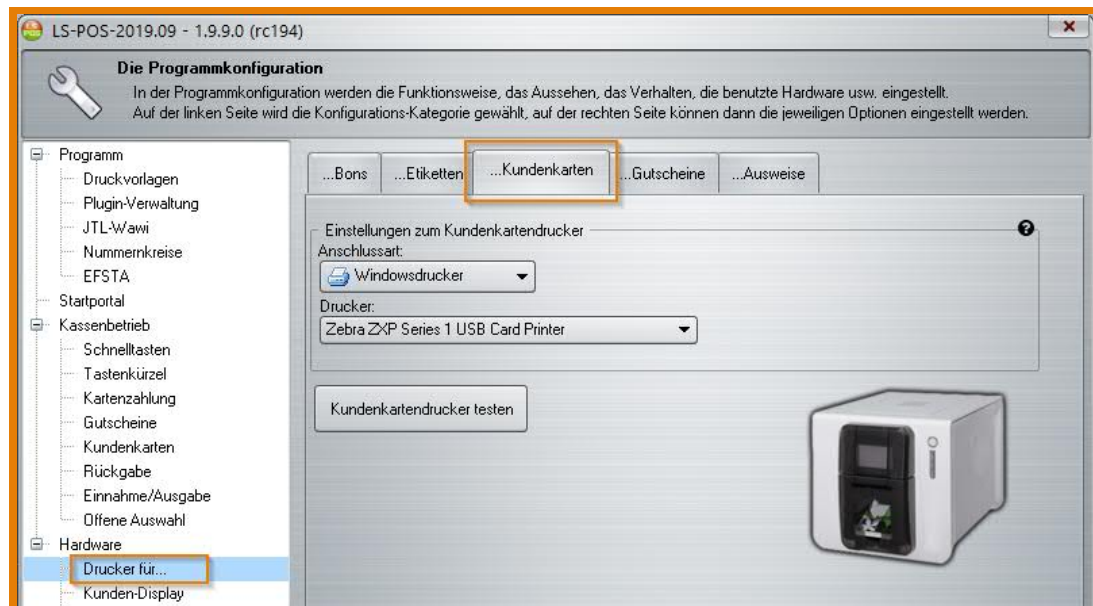 LS-POS-2019.09 - 1.9.9.0 (rc194)
Die Programmkonfiguration
In der Programmkonfiguration werden die Funktionsweise, das Aussehen, das Verhalten, die benutzte Hardware usw. eingestellt.
Auf der linken Seite wird die Konfigurations-Kategorie gewählt, auf der rechten Seite können dann die jeweiligen Optionen eingestellt werden.
Programm
Druckvorlagen
Plugin-Verwaltung
JTL-Wawi
Nummernkreise
EFSTA
Startportal
Kassenbetrieb
Schnelltasten
Tastenkürzel
Kartenzahlung
Gutscheine
Kundenkarten
Rückgabe
Einnahme/Ausgabe
Offene Auswahl
Hardware
Drucker für...
Kunden-Display
...Bons ...Etiketten ...Kundenkarten ...Gutscheine ...Ausweise
Einstellungen zum Kundenkartendrucker
Anschlussart:
Windowsdrucker
Drucker:
Zebra ZXP Series 1 USB Card Printer
Kundenkartendrucker testen